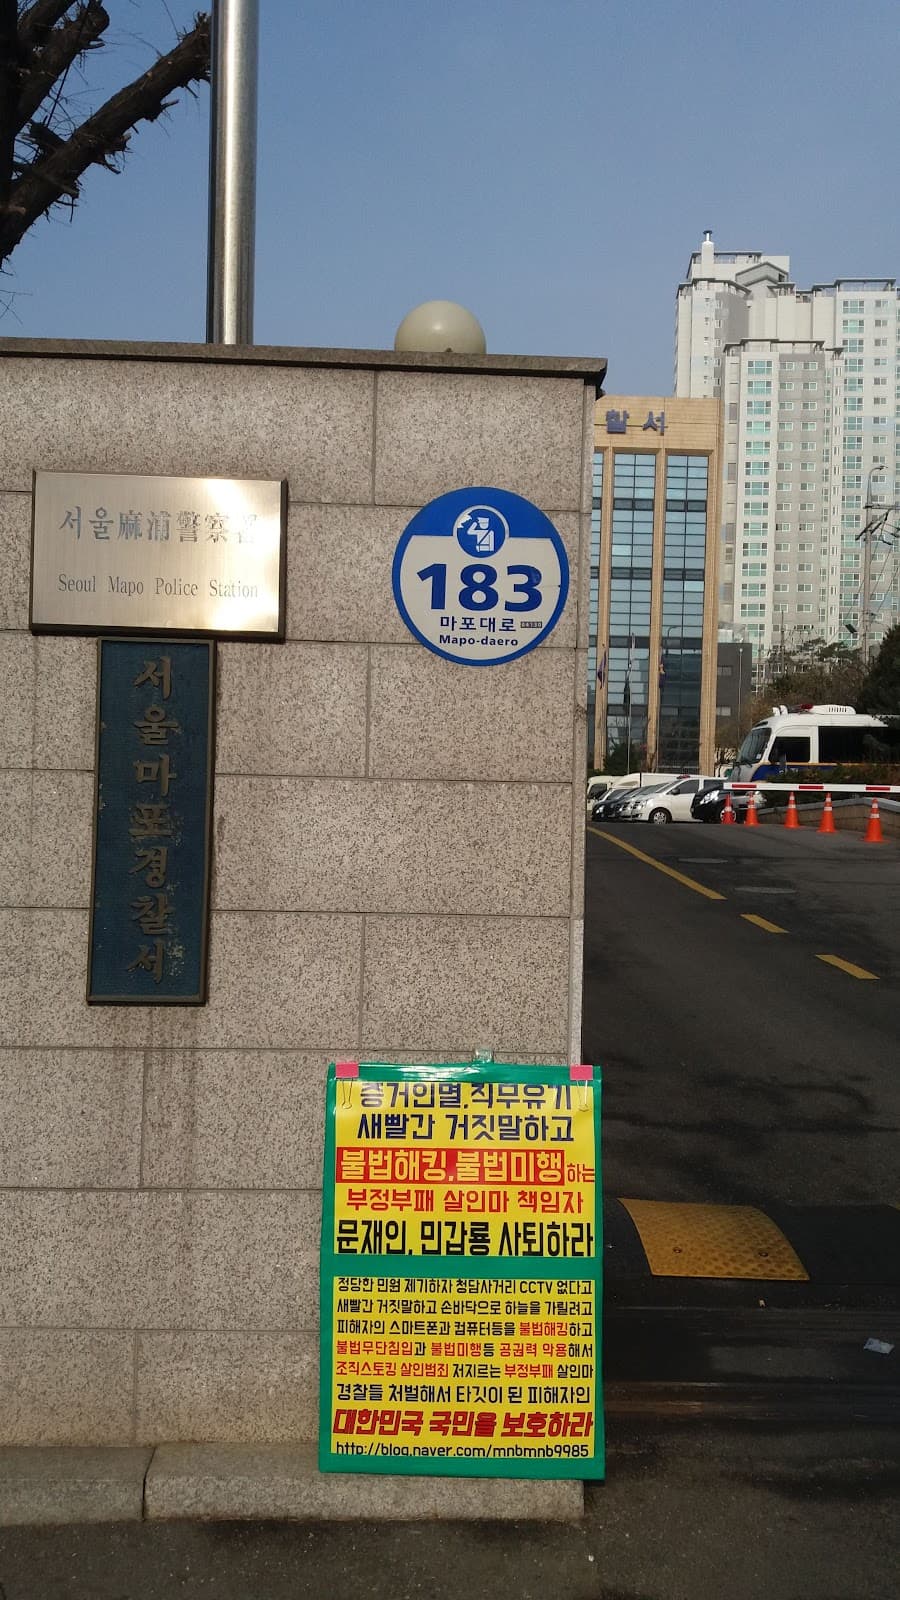 찰서
서울麻浦警察署
Seoul Mapo Police Station
183
마포대로
Mapo-daero
서울마포경찰서
증거인멸,직무유기
새빨간 거짓말하고
불법해킹,불법미행하는
부정부패 살인마 책임자
문재인, 민갑룡 사퇴하라
정당한 민원 제기하자 청담사거리 CCTV 없다고
새빨간 거짓말하고 손바닥으로 하늘을 가릴려고
피해자의 스마트폰과 컴퓨터등을 불법해킹하고
불법무단침입과 불법미행등 공권력 악용해서
조직스토킹 살인범죄 저지르는 부정부패 살인마
경찰들 처벌해서 타깃이 된 피해자인
대한민국 국민을 보호하라
http://blog.naver.com/mnbmnb9985